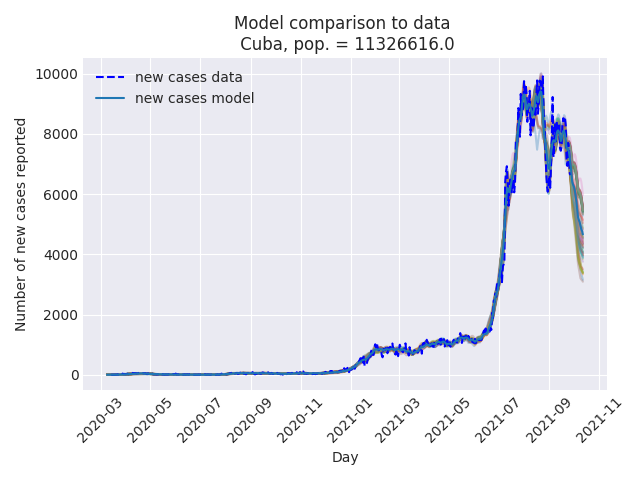 Model comparison to data
Cuba, pop. = 11326616.0
new cases data
new cases model
Number of new cases reported
10000
8000
6000
4000
2000
0
2020-03
2020-05
2020-07
2020-09
2020-11
2021-01
2021-03
2021-05
2021-07
2021-09
2021-11
Day